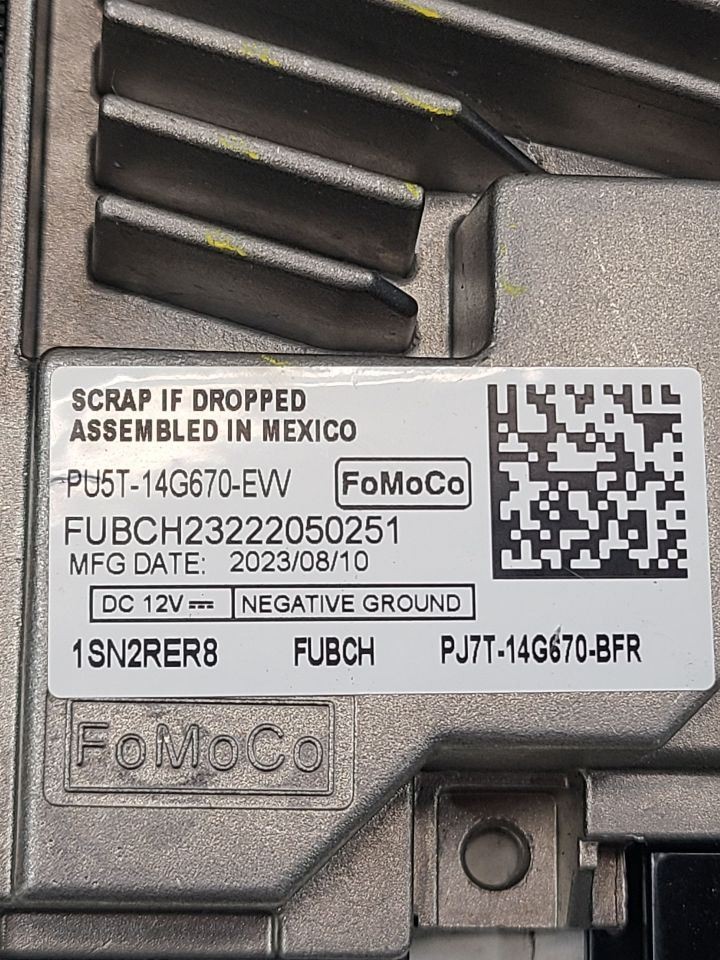 SCRAP IF DROPPED
ASSEMBLED IN MEXICO
PU5T-14G670-EVV
FoMoCo
FUBCH23222050251
MFG DATE: 2023/08/10
DC 12V NEGATIVE GROUND
1SN2RER8 FUBCH PJ7T-14G670-BFR
FoMoCo